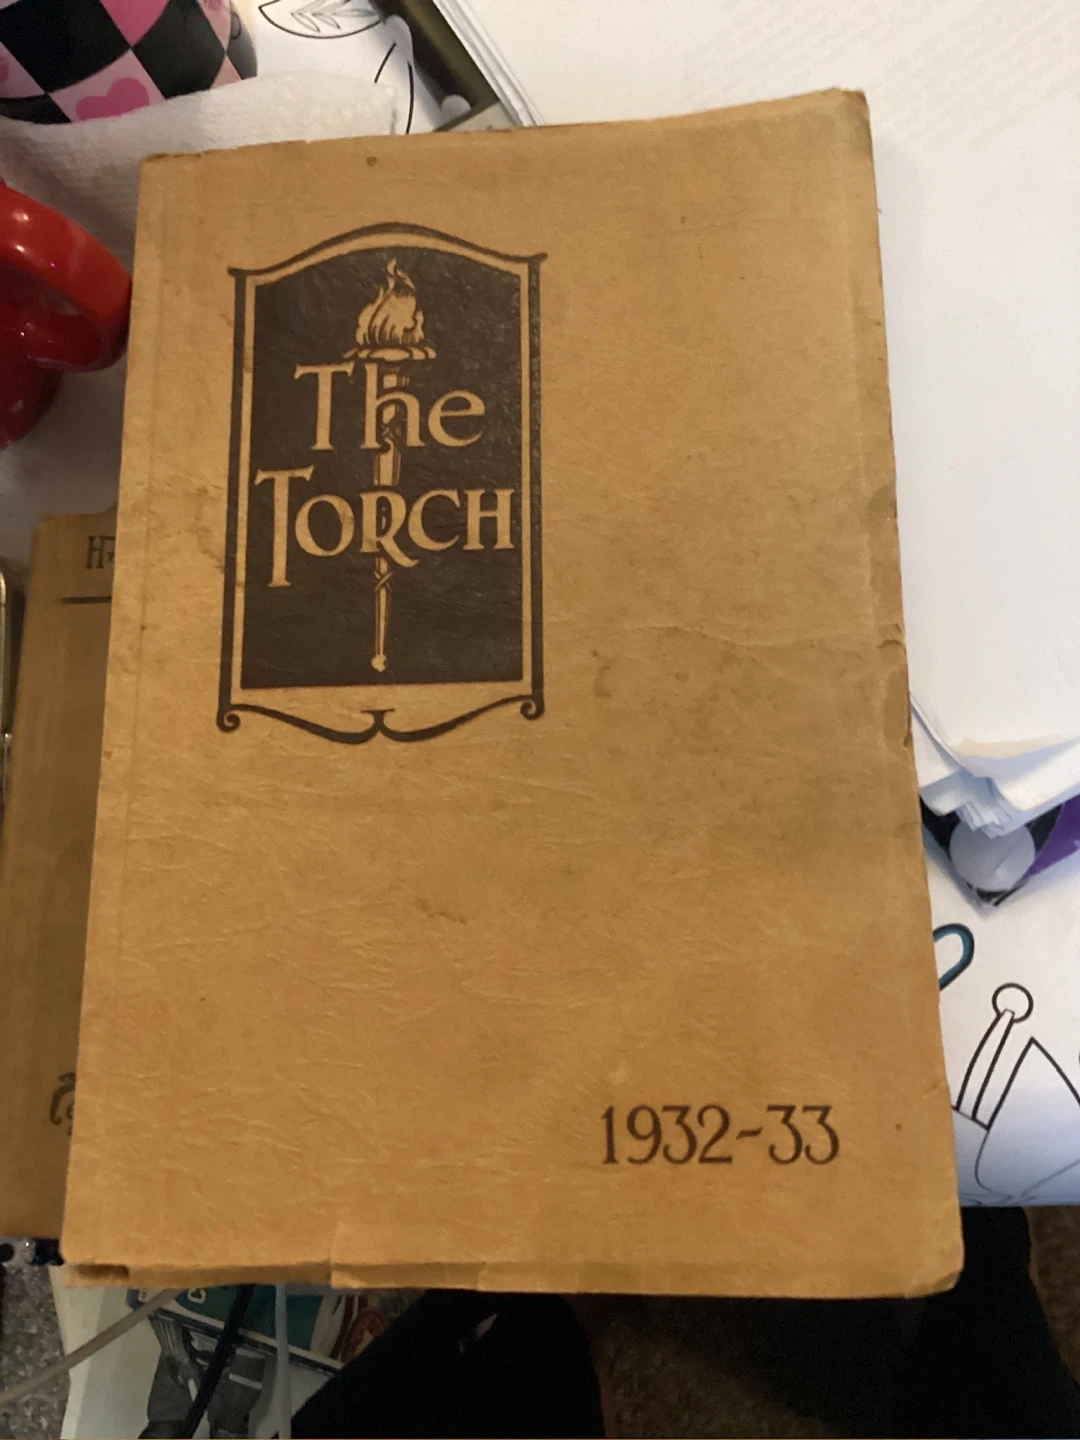 The
TORCH
1932-33